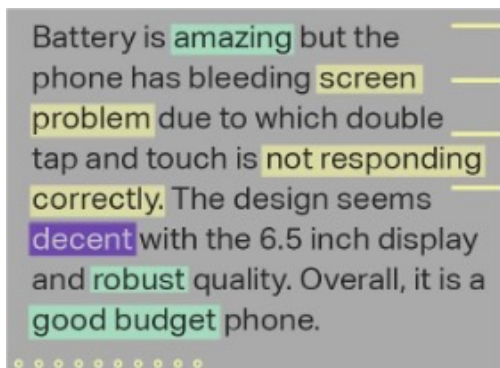 Battery is amazing but the
phone has bleeding screen
problem due to which double
tap and touch is not responding
correctly. The design seems
decent with the 6.5 inch display
and robust quality. Overall, it is a
good budget phone.